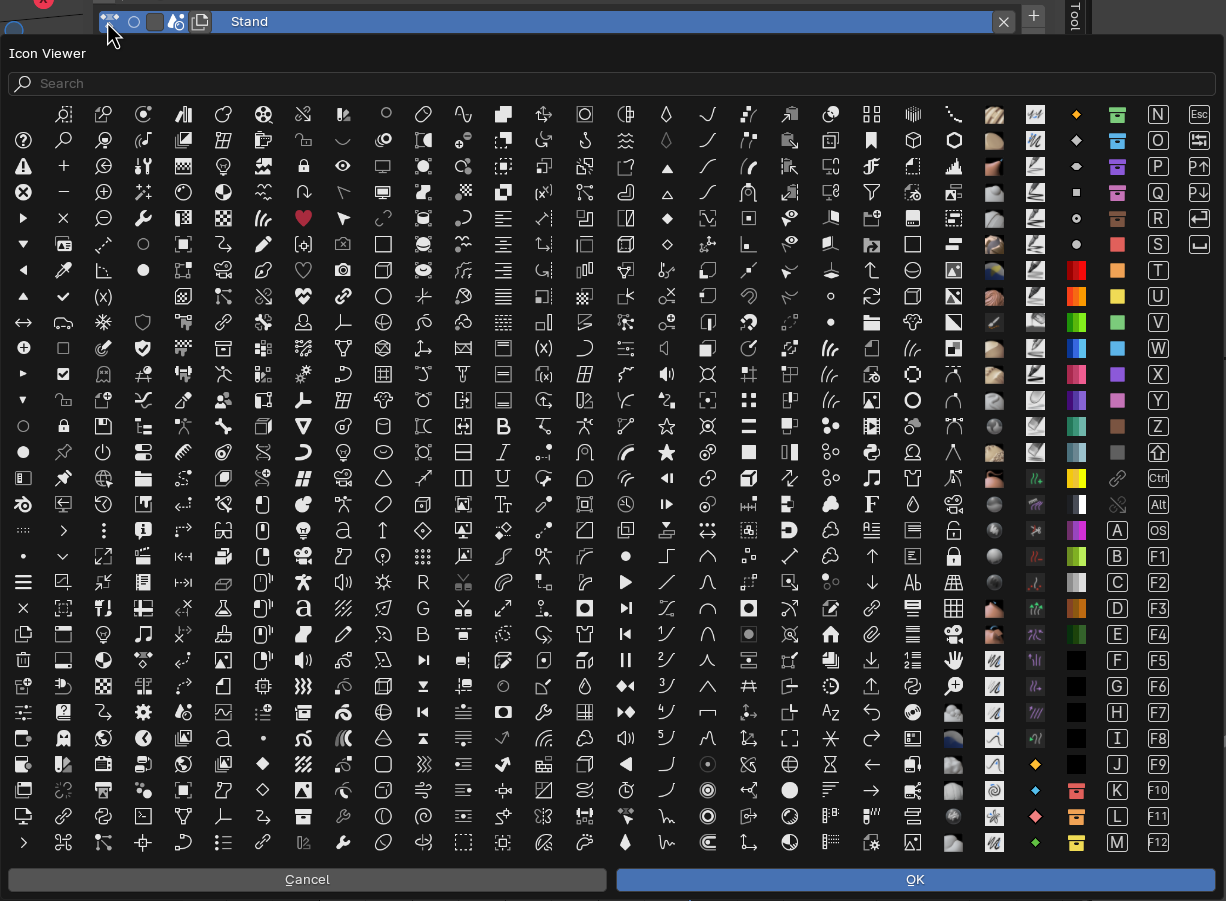 Stand
Tool
Icon Viewer
Search
N Esc
O
P P↑
Q P↓
R
S
T
U
V
W
X
Y
Z
Ctrl
Alt
A OS
B F1
R C F2
G a Ab D F3
B E F4
F F5
G F6
H F7
I F8
J F9
K F10
L F11
M F12
Cancel
OK